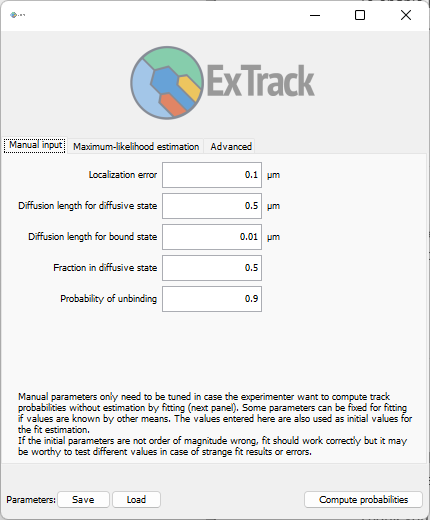 ExTrack
Manual input Maximum-likelihood estimation Advanced
Localization error 0.1 µm
Diffusion length for diffusive state 0.5 µm
Diffusion length for bound state 0.01 µm
Fraction in diffusive state 0.5
Probability of unbinding 0.9
Manual parameters only need to be tuned in case the experimenter want to compute track
probabilities without estimation by fitting (next panel). Some parameters can be fixed for fitting
if values are known by other means. The values entered here are also used as initial values for
the fit estimation.
If the initial parameters are not order of magnitude wrong, fit should work correctly but it may
be worthy to test different values in case of strange fit results or errors.
Parameters: Save Load Compute probabilities